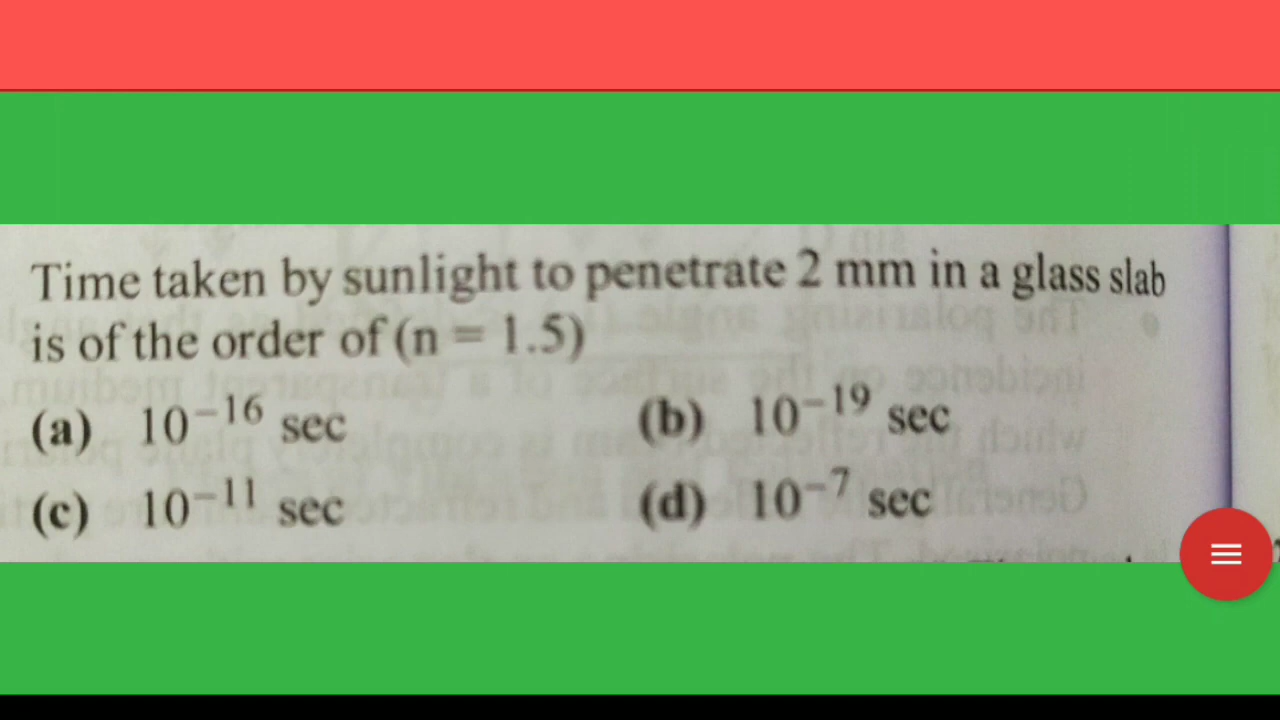 Time taken by sunlight to penetrate 2 mm in a glass slab
is of the order of (n = 1.5)
(a) 10⁻¹⁶ sec (b) 10⁻¹⁹ sec
(c) 10⁻¹¹ sec (d) 10⁻⁷ sec